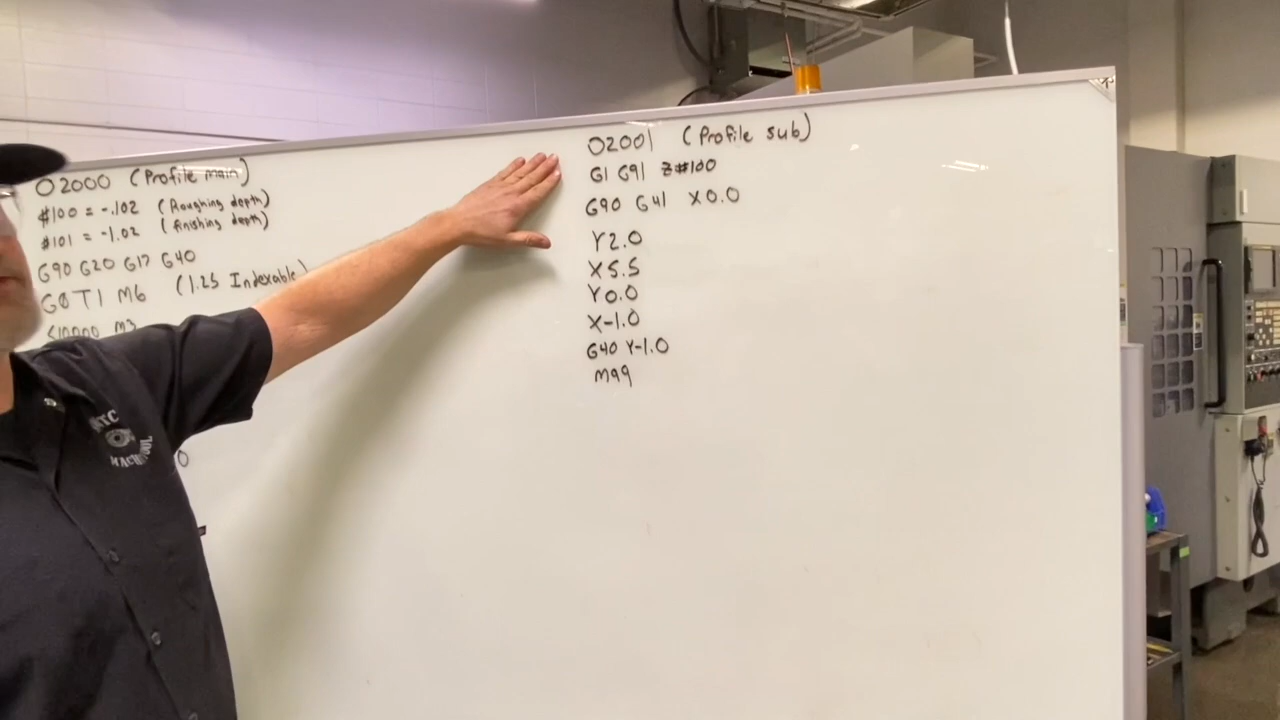 O2000 (Profile main)
#100 = -.102 (Roughing depth)
#101 = -1.02 (finishing depth)
G90 G20 G17 G40
G0 T1 M6 (1.25 Indexable)
M3
0
O2001 (Profile sub)
G1 G91 Z#100
G90 G41 X0.0
Y2.0
X5.5
Y0.0
X-1.0
G40 Y-1.0
M99